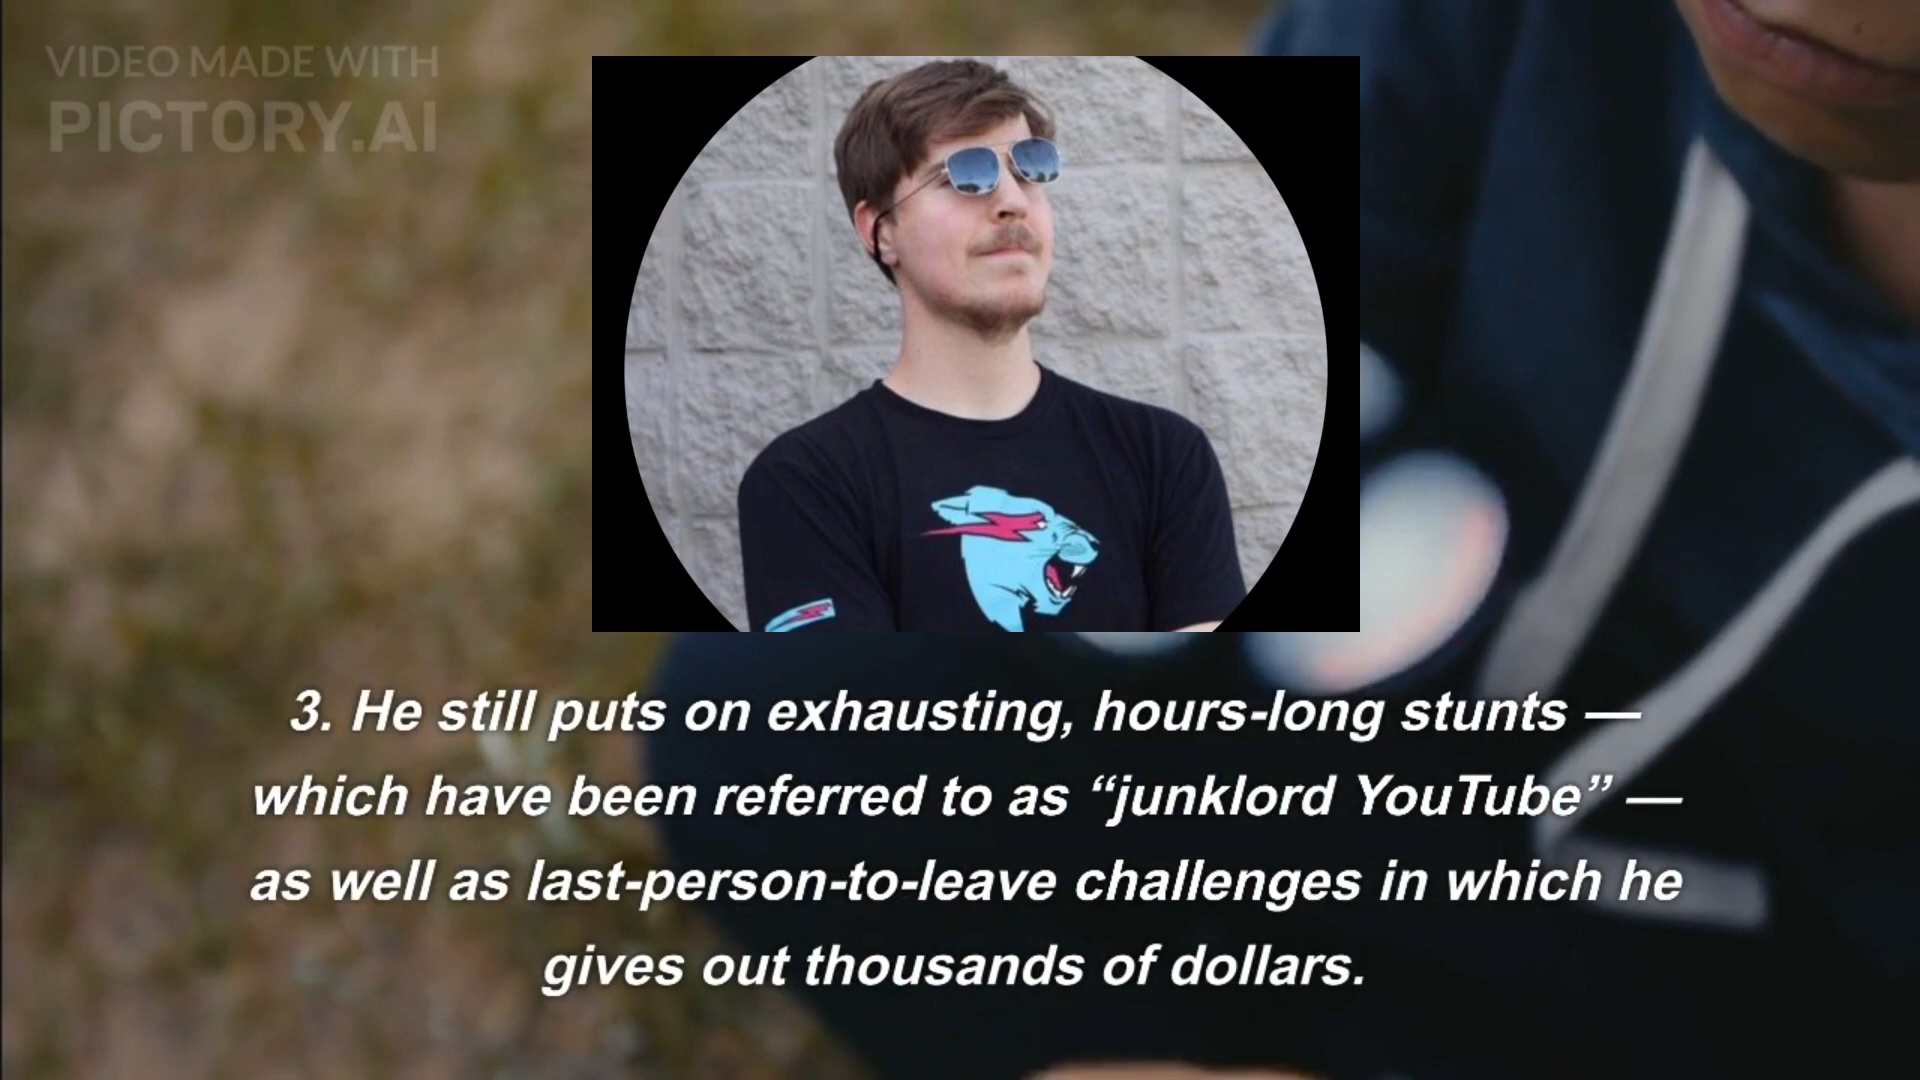 VIDEO MADE WITH
PICTORY.AI
3. He still puts on exhausting, hours-long stunts —
which have been referred to as “junklord YouTube” —
as well as last-person-to-leave challenges in which he
gives out thousands of dollars.